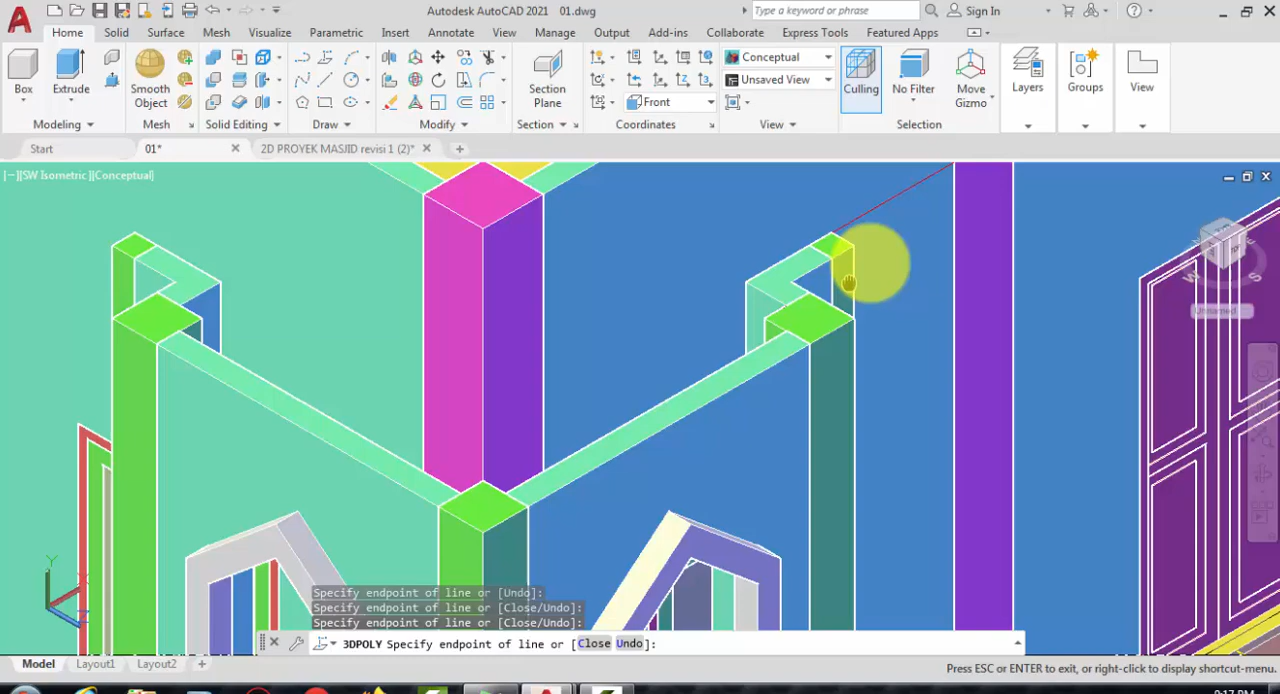 Autodesk AutoCAD 2021 01.dwg
Type a keyword or phrase
Sign In
Home Solid Surface Mesh Visualize Parametric Insert Annotate View Manage Output Add-ins Collaborate Express Tools Featured Apps
Box
Extrude
Smooth Object
Section Plane
Front
Conceptual
Unsaved View
Culling
No Filter
Move Gizmo
Layers
Groups
View
Modeling
Mesh
Solid Editing
Draw
Modify
Section
Coordinates
View
Selection
Start
01*
2D PROYEK MASJID revisi 1 (2)*
[−][SW Isometric][Conceptual]
W
S
Unnamed
Y
Specify endpoint of line or [Undo]:
Specify endpoint of line or [Close/Undo]:
Specify endpoint of line or [Close/Undo]:
3DPOLY Specify endpoint of line or [Close Undo]:
Model Layout1 Layout2 +
Press ESC or ENTER to exit, or right-click to display shortcut-menu.
9:17 PM